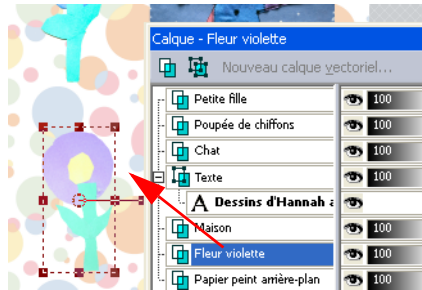 Calque - Fleur violette
Nouveau calque vectoriel...
Petite fille 100
Poupée de chiffons 100
Chat 100
Texte 100
A Dessins d'Hannah
Maison 100
Fleur violette 100
Papier peint arrière-plan 100